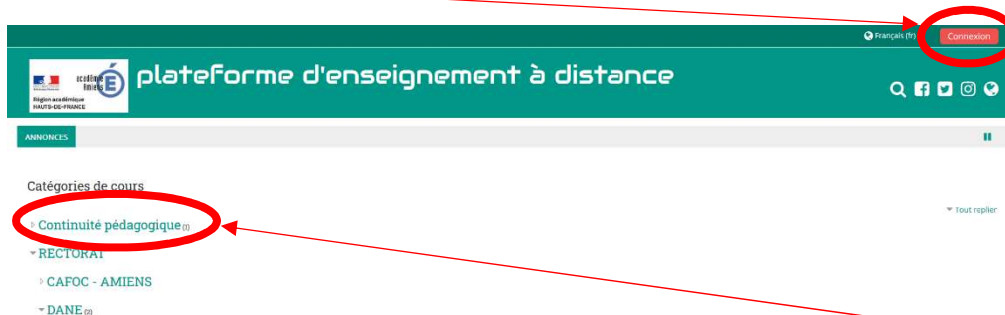 Français (fr)
Connexion
académie
Amiens
Région académique
HAUTS-DE-FRANCE
plateforme d'enseignement à distance
ANNONCES
Catégories de cours
Tout replier
Continuité pédagogique (1)
RECTORAT
CAFOC - AMIENS
DANE (2)